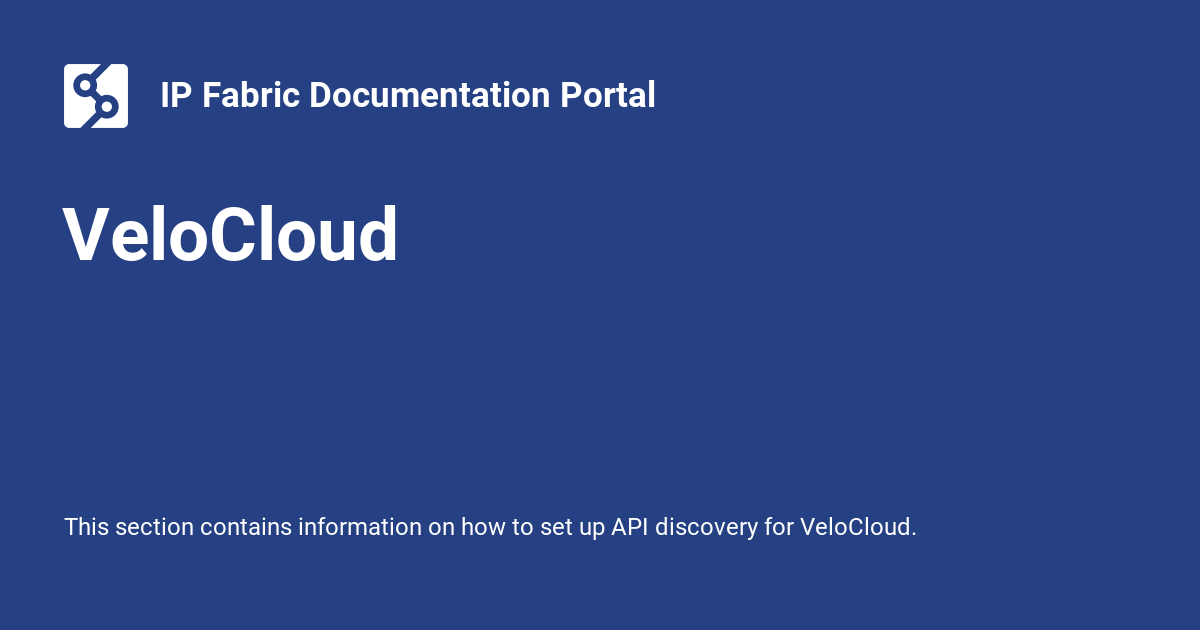 IP Fabric Documentation Portal
VeloCloud
This section contains information on how to set up API discovery for VeloCloud.